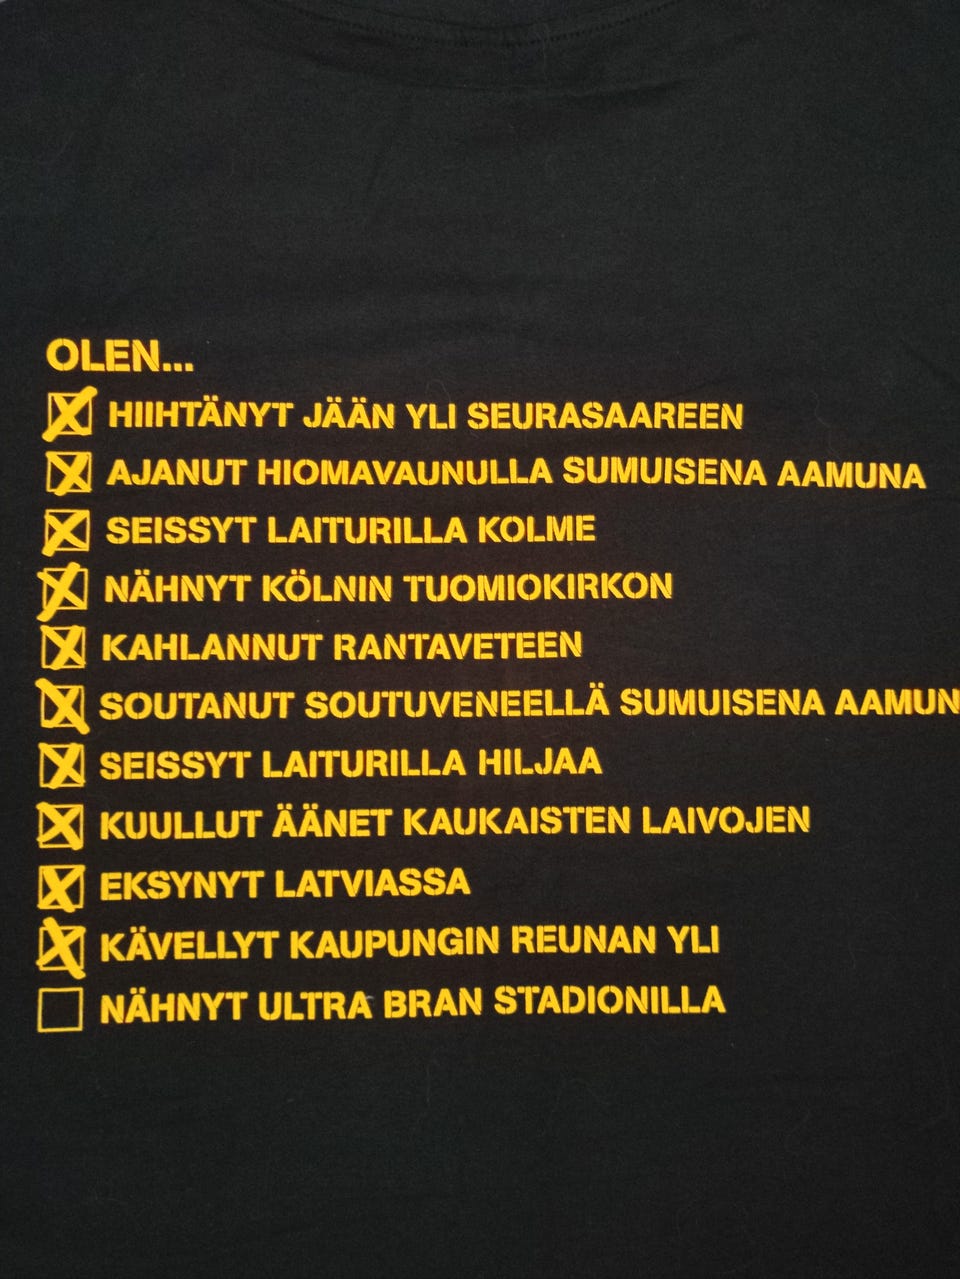 OLEN...
HIIHTÄNYT JÄÄN YLI SEURASAAREEN
AJANUT HIOMAVAUNULLA SUMUISENA AAMUNA
SEISSYT LAITURILLA KOLME
NÄHNYT KÖLNIN TUOMIOKIRKON
KAHLANNUT RANTAVETEEN
SOUTANUT SOUTUVENEELLÄ SUMUISENA AAMUN
SEISSYT LAITURILLA HILJAA
KUULLUT ÄÄNET KAUKAISTEN LAIVOJEN
EKSYNYT LATVIASSA
KÄVELLYT KAUPUNGIN REUNAN YLI
NÄHNYT ULTRA BRAN STADIONILLA